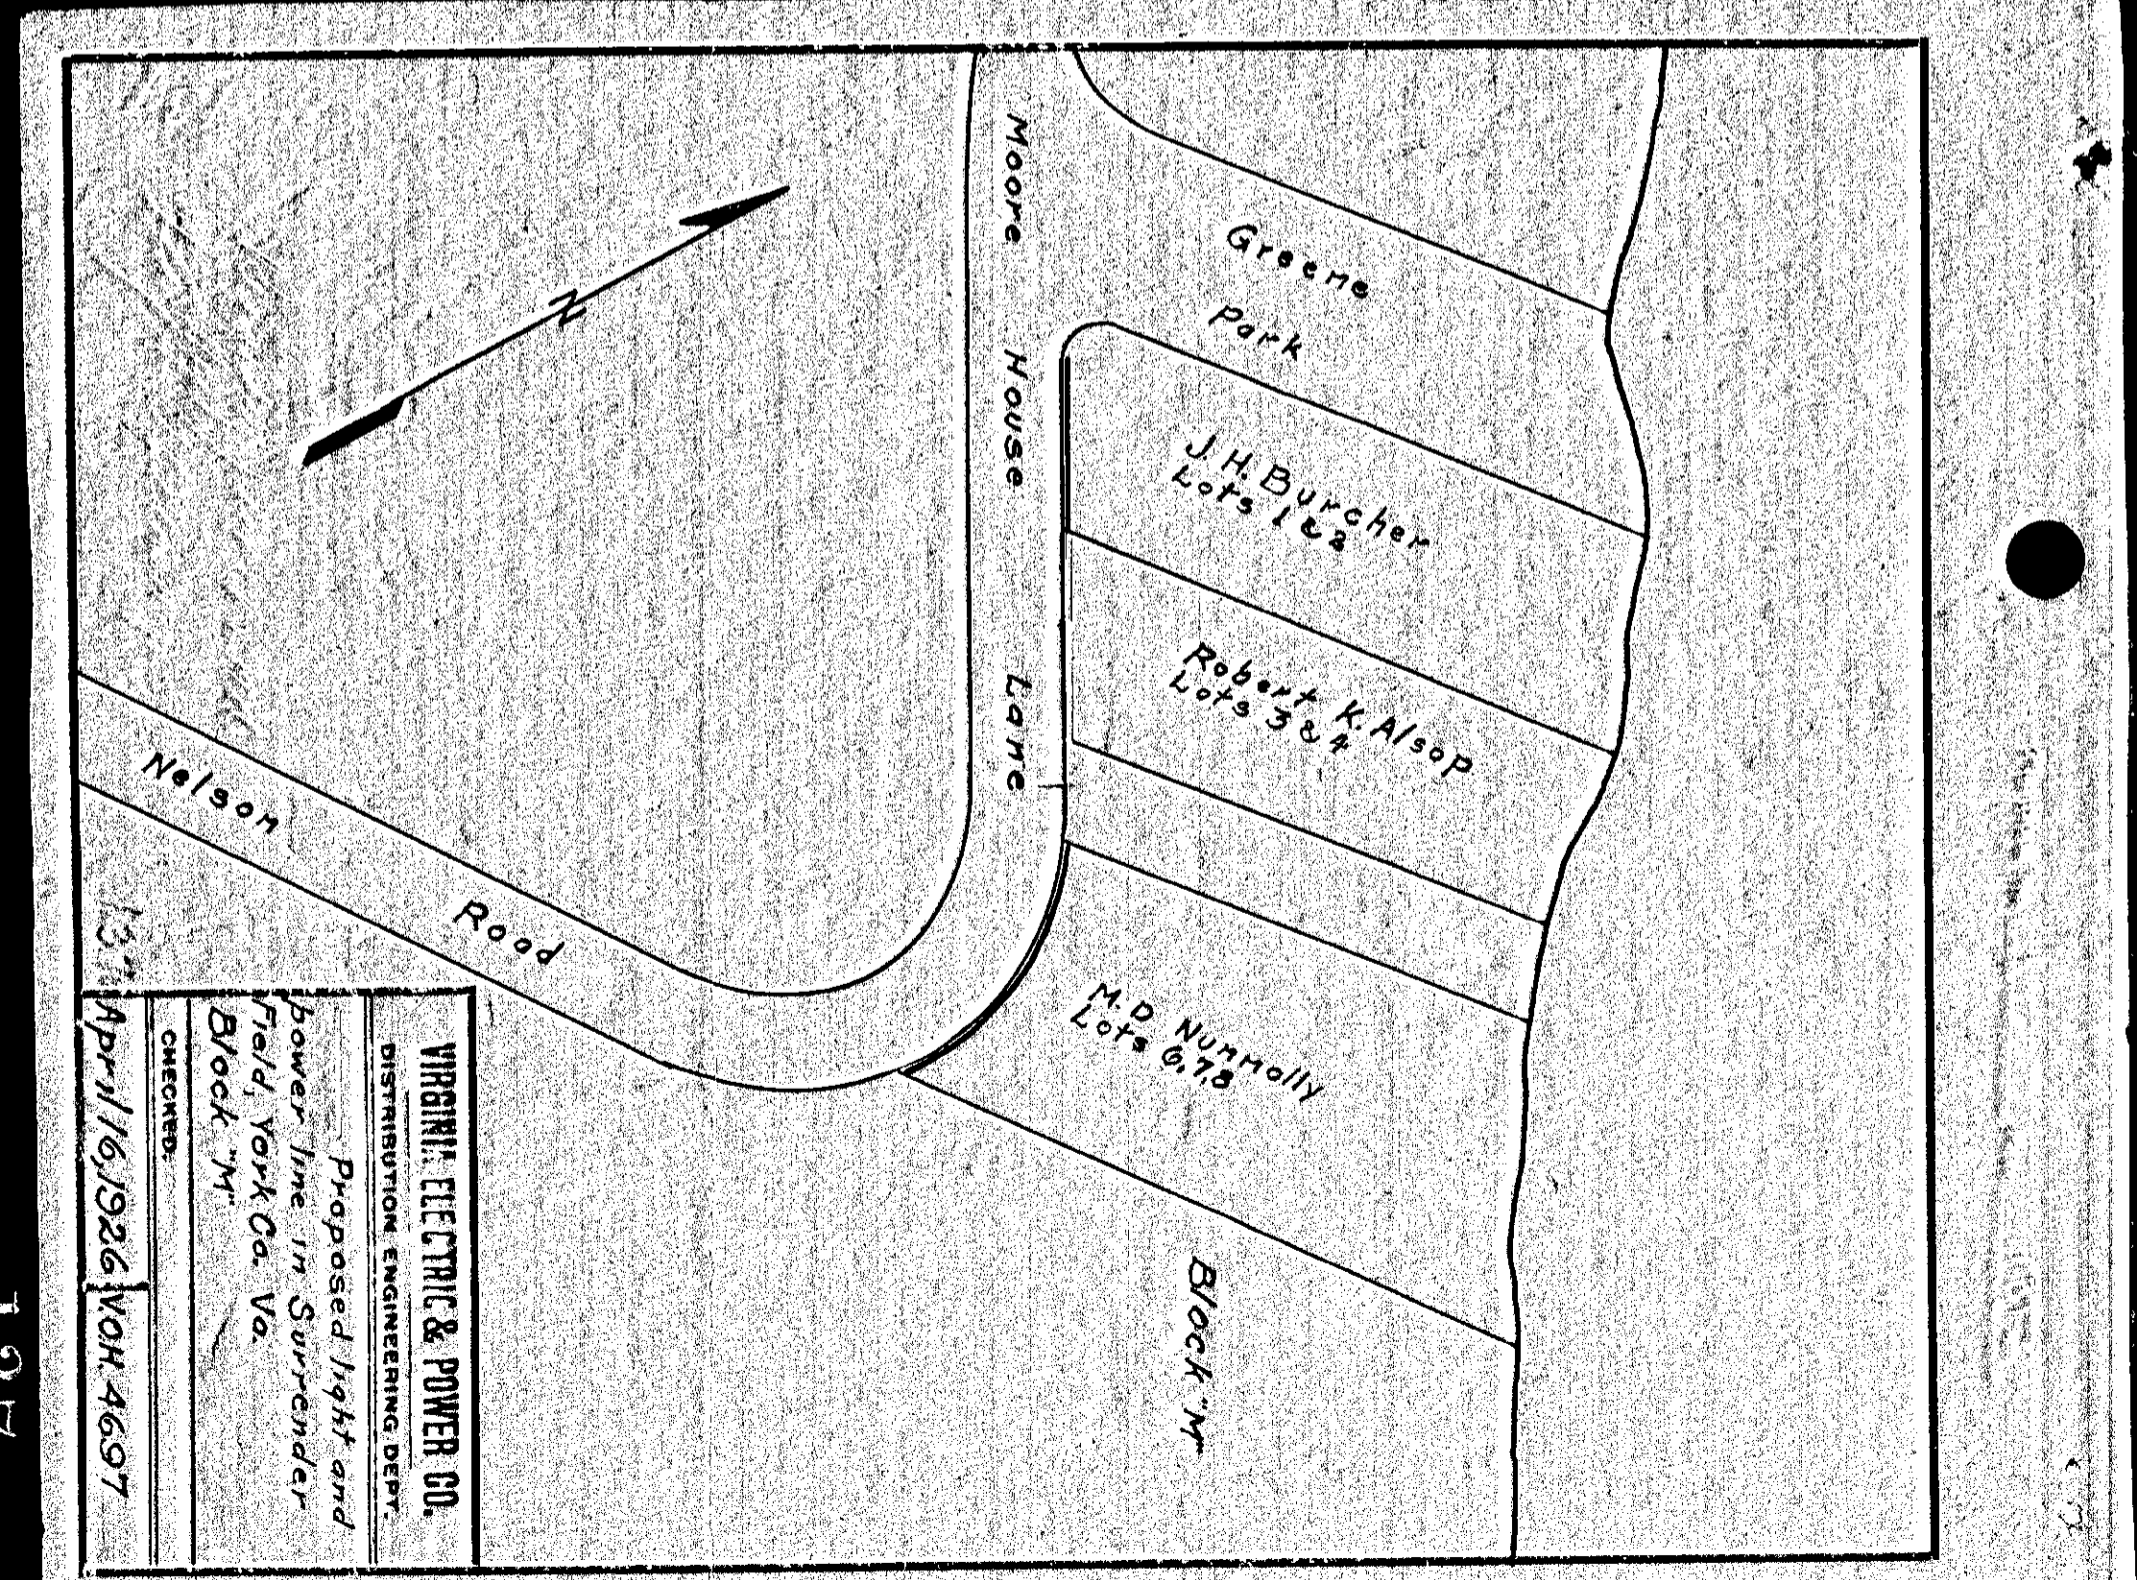 Moore House Lane
Greene
Park
J. H. Burcher
Lots 1 & 2
Robert K. Alsop
Lots 3 & 4
M. D. Nunnally
Lots 6,7,8
Block "M"
Nelson Road
N
VIRGINIA ELECTRIC & POWER CO.
DISTRIBUTION ENGINEERING DEPT.
Proposed light and
power line in Surrender
Field, York Co. Va.
Block "M"
CHECKED.
April 16, 1926
V.O.H. 4697